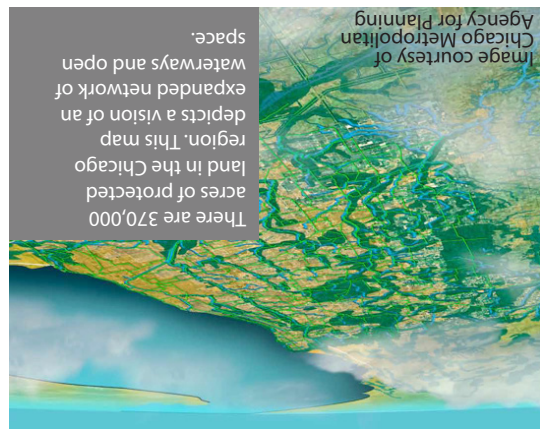 There are 370,000
acres of protected
land in the Chicago
region. This map
depicts a vision of an
expanded network of
waterways and open
space.
Image courtesy of
Chicago Metropolitan
Agency for Planning